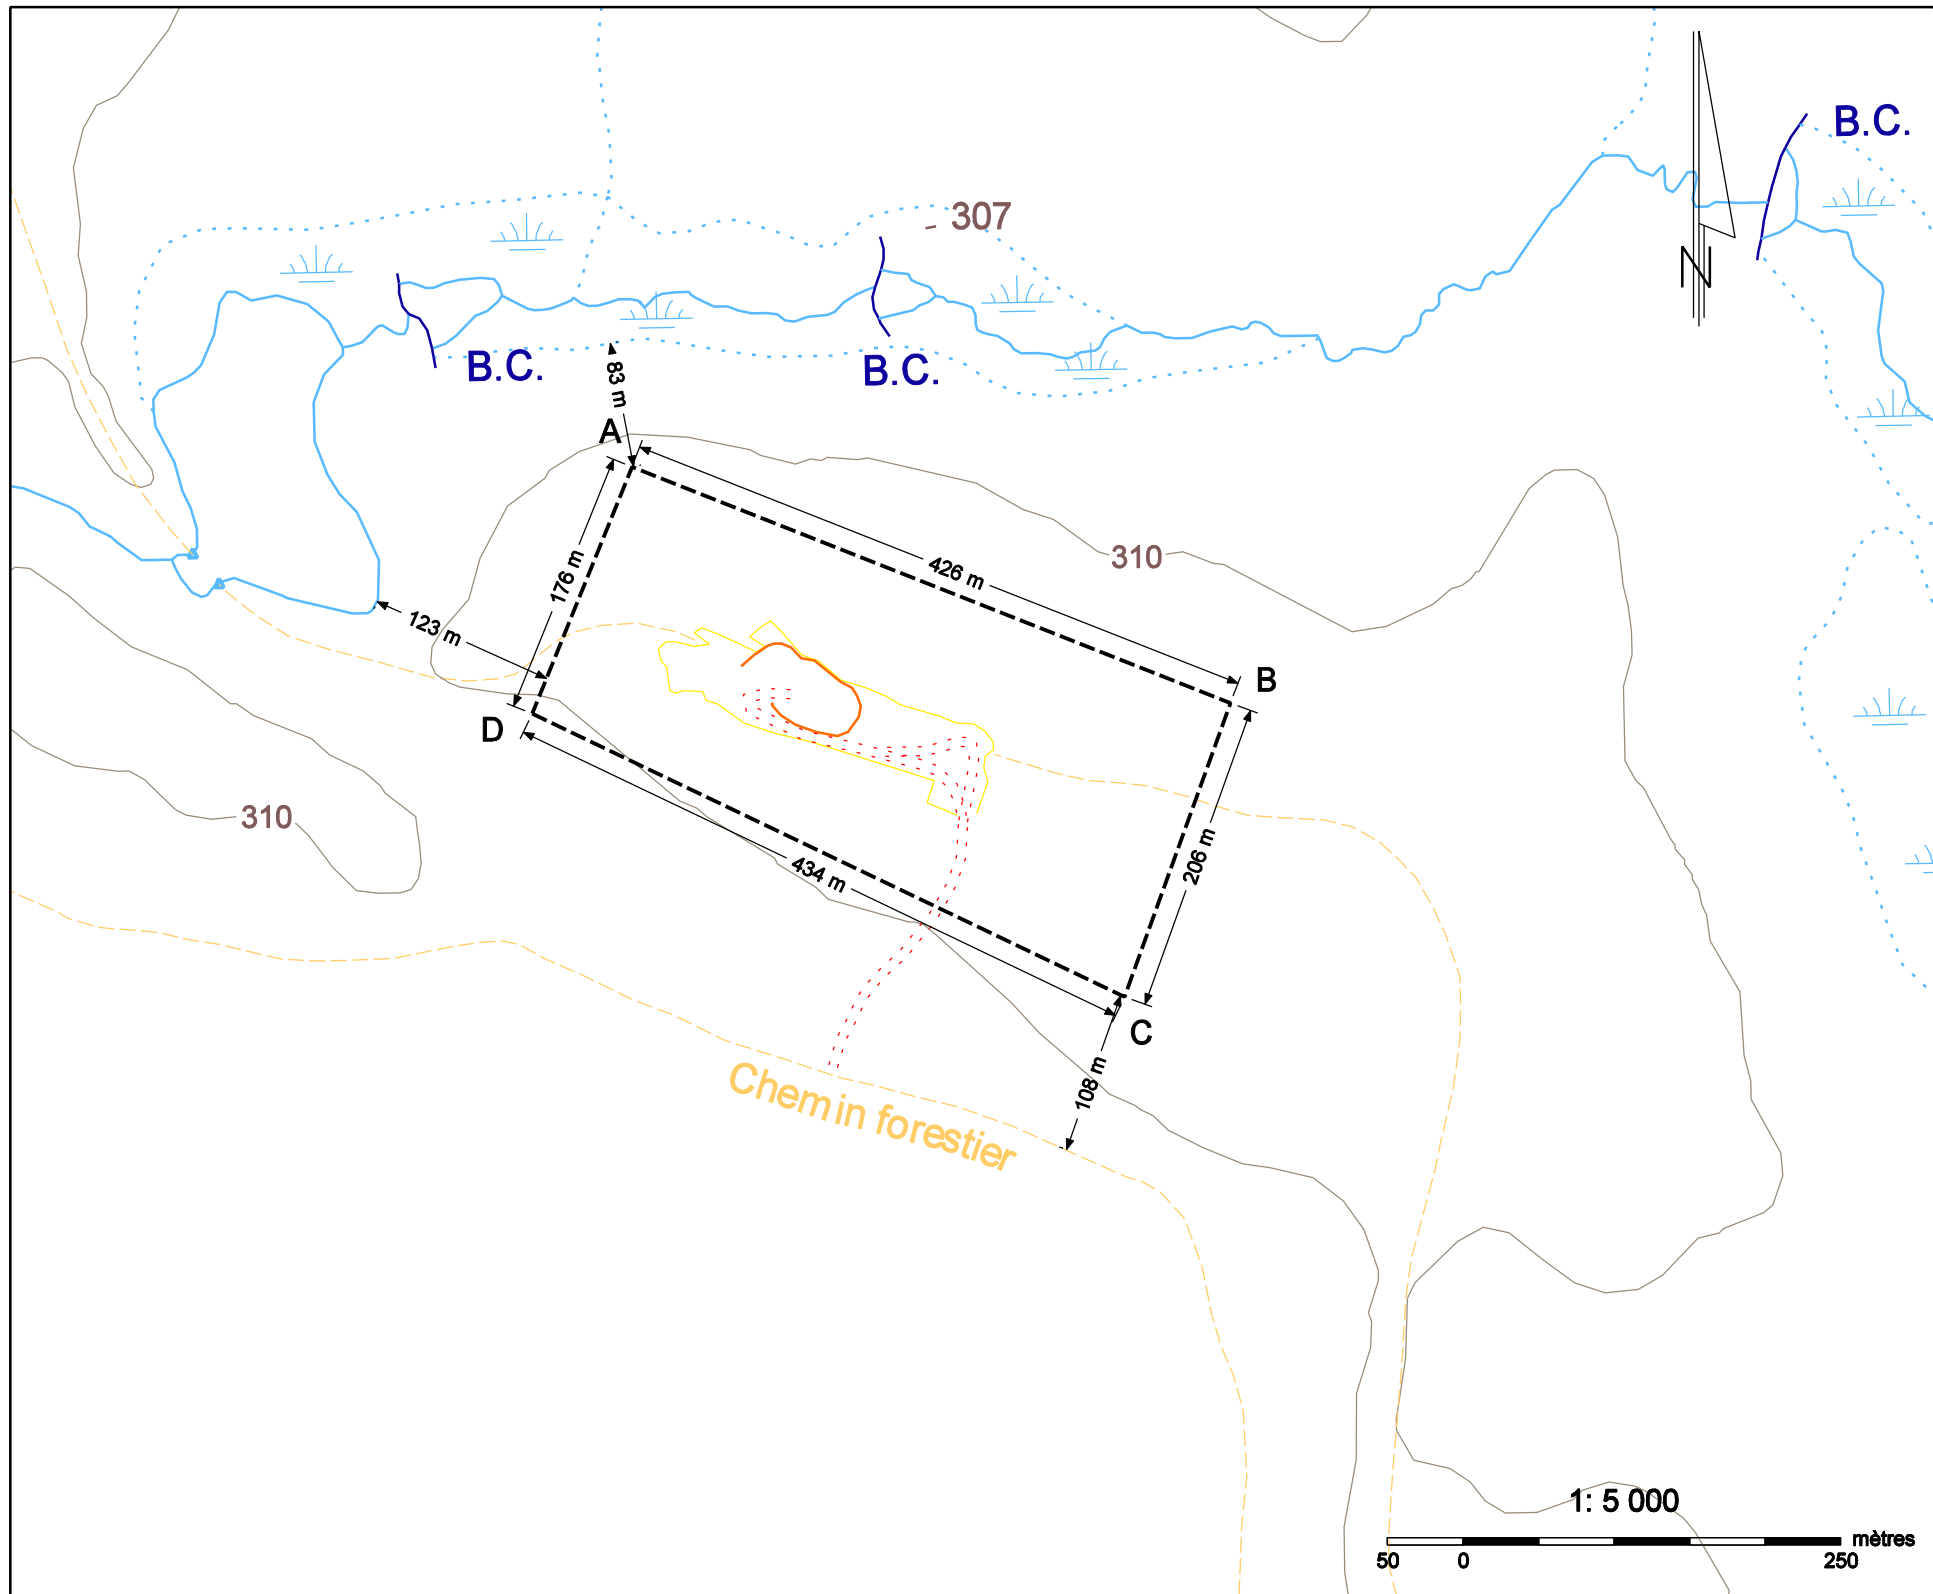 B.C.
307
N
B.C.
B.C.
83 m
A
426 m
310
176 m
123 m
B
D
310
206 m
434 m
C
108 m
Chemin forestier
1: 5 000
mètres
50 0 250